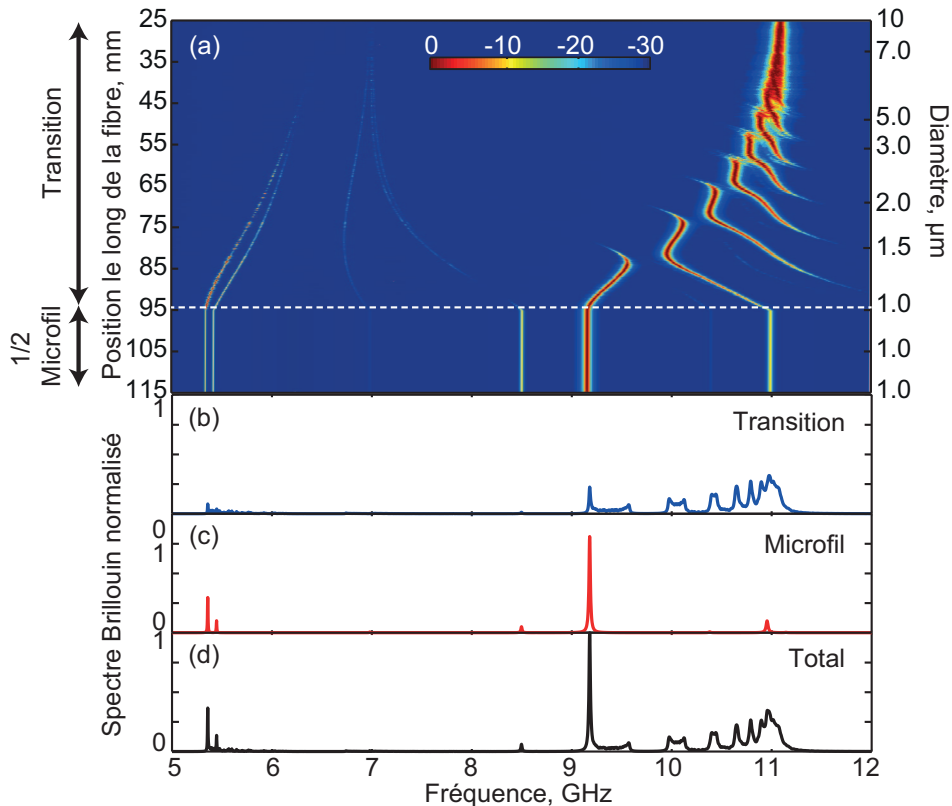 (a)
0 -10 -20 -30
Transition
1/2
Microfil
Position le long de la fibre, mm
25
35
45
55
65
75
85
95
105
115
10
7.0
5.0
3.0
2.0
1.5
1.0
1.0
1.0
Diamètre, µm
Spectre Brillouin normalisé
(b)
Transition
1
0
(c)
Microfil
1
0
(d)
Total
1
0
5 6 7 8 9 10 11 12
Fréquence, GHz